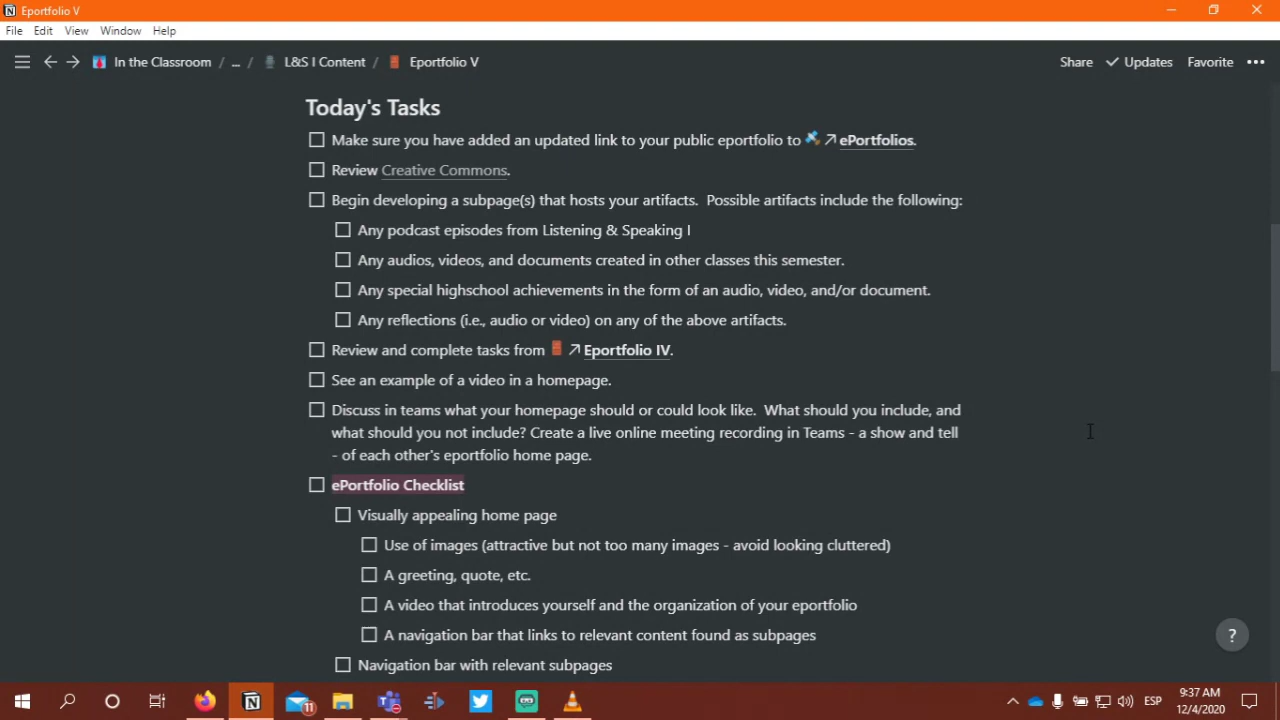 Eportfolio V
File Edit View Window Help
In the Classroom / ... / L&S I Content / Eportfolio V
Share Updates Favorite •••
Today's Tasks
Make sure you have added an updated link to your public eportfolio to ↗ ePortfolios.
Review Creative Commons.
Begin developing a subpage(s) that hosts your artifacts. Possible artifacts include the following:
Any podcast episodes from Listening & Speaking I
Any audios, videos, and documents created in other classes this semester.
Any special highschool achievements in the form of an audio, video, and/or document.
Any reflections (i.e., audio or video) on any of the above artifacts.
Review and complete tasks from ↗ Eportfolio IV.
See an example of a video in a homepage.
Discuss in teams what your homepage should or could look like. What should you include, and
what should you not include? Create a live online meeting recording in Teams - a show and tell
- of each other's eportfolio home page.
ePortfolio Checklist
Visually appealing home page
Use of images (attractive but not too many images - avoid looking cluttered)
A greeting, quote, etc.
A video that introduces yourself and the organization of your eportfolio
A navigation bar that links to relevant content found as subpages
Navigation bar with relevant subpages
?
11
ESP
9:37 AM
12/4/2020